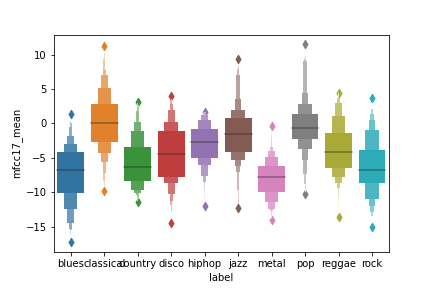 10
5
0
−5
−10
−15
mfcc17_mean
blues classical country disco hiphop jazz metal pop reggae rock
label